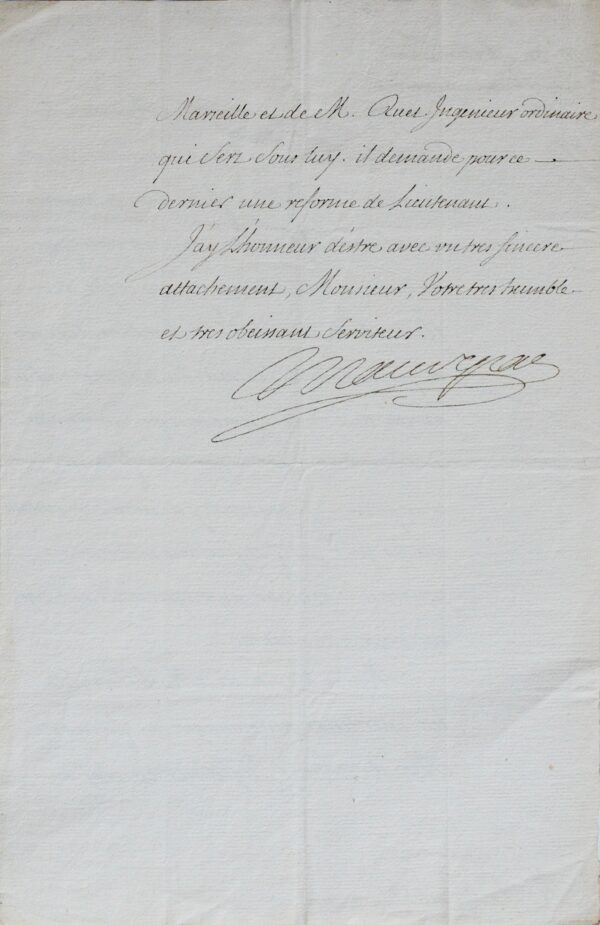 Marseille et de M. Quet Ingenieur ordinaire
qui sert sous luy. il demande pour ce
dernier une reforme de Lieutenant.
J'ay L'honneur d'estre avec un tres sincere
attachement, Monsieur, Votre tres humble
et tres obeissant Serviteur.